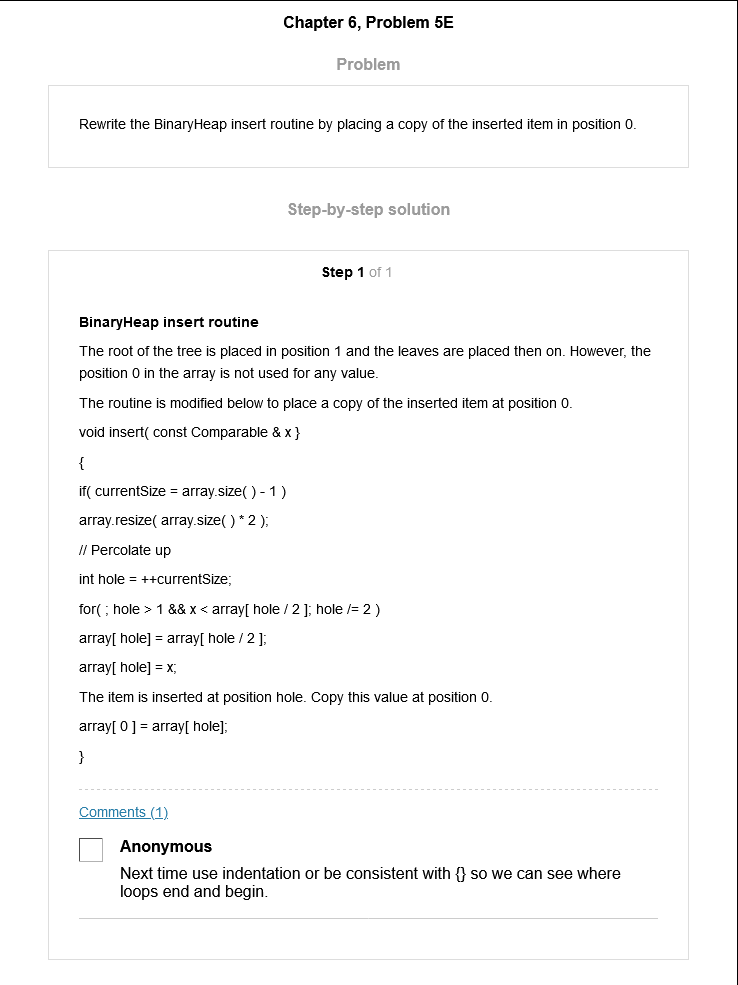 Chapter 6, Problem 5E
Problem
Rewrite the BinaryHeap insert routine by placing a copy of the inserted item in position 0.
Step-by-step solution
Step 1 of 1
BinaryHeap insert routine
The root of the tree is placed in position 1 and the leaves are placed then on. However, the
position 0 in the array is not used for any value.
The routine is modified below to place a copy of the inserted item at position 0.
void insert( const Comparable & x }
{
if( currentSize = array.size( ) - 1 )
array.resize( array.size( ) * 2 );
// Percolate up
int hole = ++currentSize;
for( ; hole > 1 && x < array[ hole / 2 ]; hole /= 2 )
array[ hole] = array[ hole / 2 ];
array[ hole] = x;
The item is inserted at position hole. Copy this value at position 0.
array[ 0 ] = array[ hole];
}
Comments (1)
Anonymous
Next time use indentation or be consistent with {} so we can see where
loops end and begin.